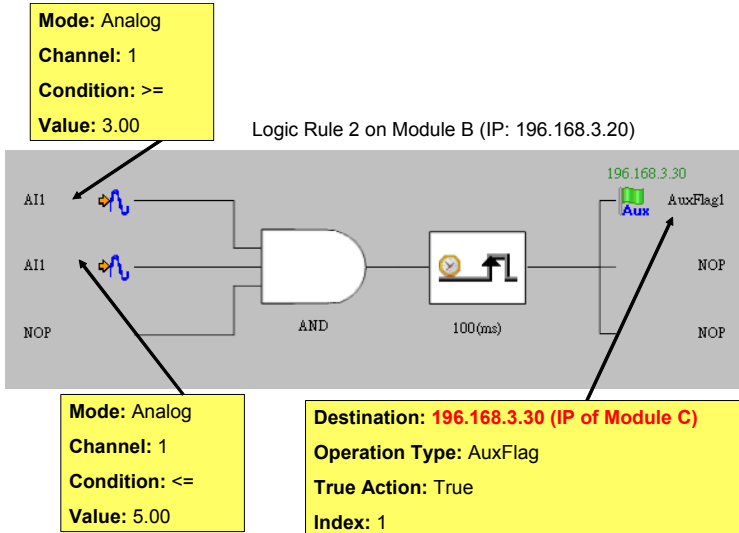 Mode: Analog
Channel: 1
Condition: >=
Value: 3.00
Logic Rule 2 on Module B (IP: 196.168.3.20)
196.168.3.30
AI1
Aux
AuxFlag1
AI1
NOP
NOP
AND
100(ms)
NOP
Mode: Analog
Channel: 1
Condition: <=
Value: 5.00
Destination: 196.168.3.30 (IP of Module C)
Operation Type: AuxFlag
True Action: True
Index: 1